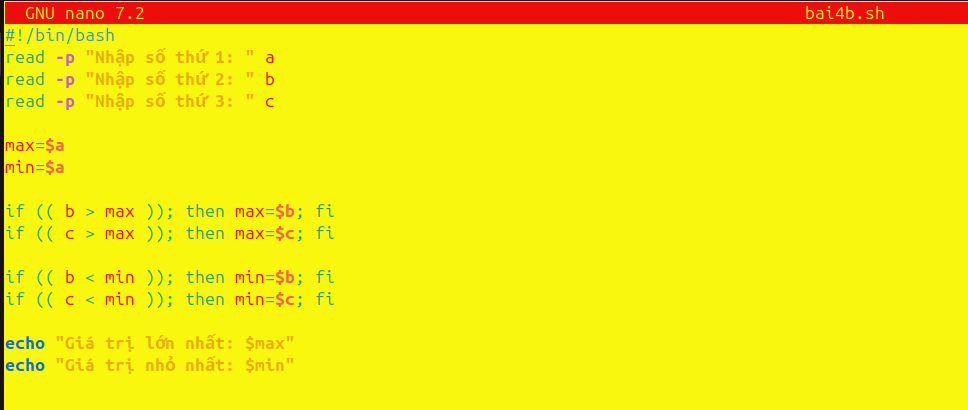 GNU nano 7.2 bai4b.sh
#!/bin/bash
read -p "Nhập số thứ 1: " a
read -p "Nhập số thứ 2: " b
read -p "Nhập số thứ 3: " c
max=$a
min=$a
if (( b > max )); then max=$b; fi
if (( c > max )); then max=$c; fi
if (( b < min )); then min=$b; fi
if (( c < min )); then min=$c; fi
echo "Giá trị lớn nhất: $max"
echo "Giá trị nhỏ nhất: $min"